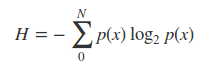 H = − ∑_{0}^{N} p(x) log₂ p(x)